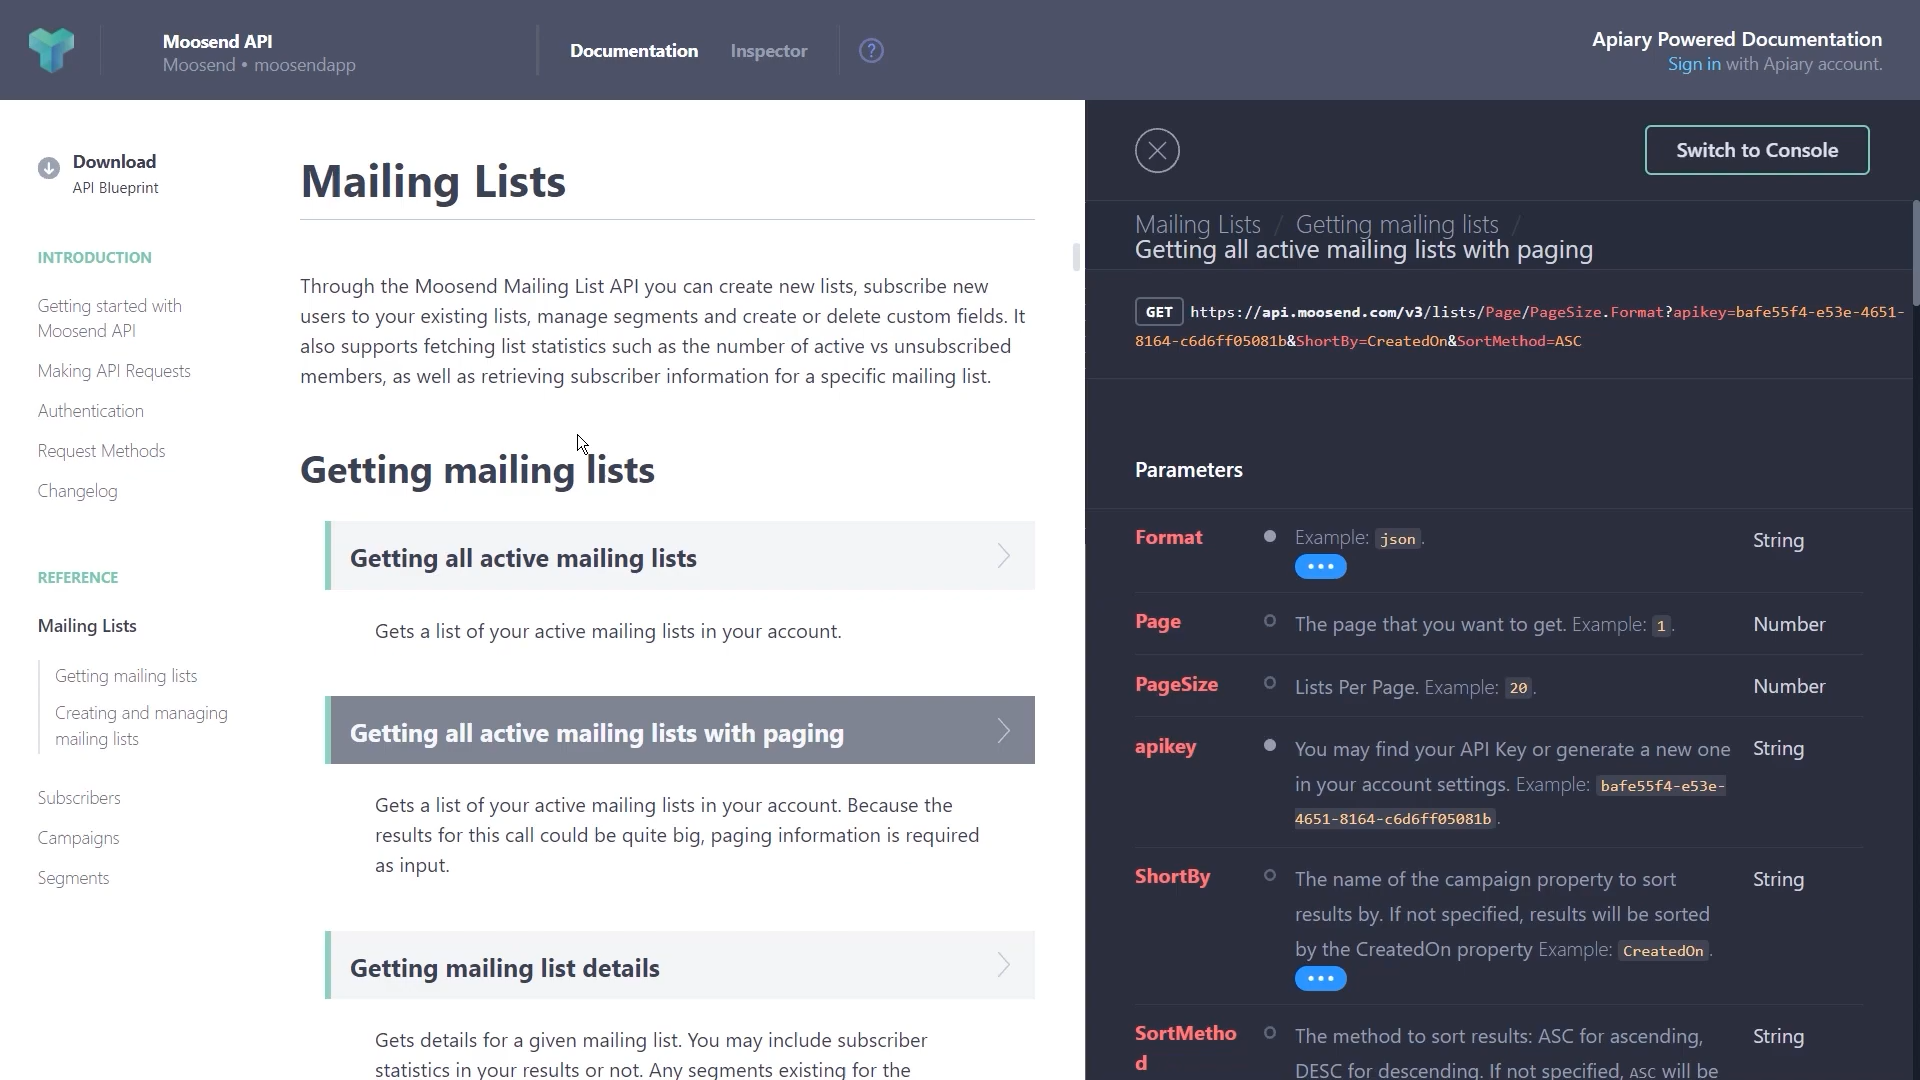 Moosend API
Moosend • moosendapp
Documentation
Inspector
?
Apiary Powered Documentation
Sign in with Apiary account.
Download
API Blueprint
INTRODUCTION
Getting started with
Moosend API
Making API Requests
Authentication
Request Methods
Changelog
REFERENCE
Mailing Lists
Getting mailing lists
Creating and managing
mailing lists
Subscribers
Campaigns
Segments
Mailing Lists
Through the Moosend Mailing List API you can create new lists, subscribe new
users to your existing lists, manage segments and create or delete custom fields. It
also supports fetching list statistics such as the number of active vs unsubscribed
members, as well as retrieving subscriber information for a specific mailing list.
Getting mailing lists
Getting all active mailing lists
Gets a list of your active mailing lists in your account.
Getting all active mailing lists with paging
Gets a list of your active mailing lists in your account. Because the
results for this call could be quite big, paging information is required
as input.
Getting mailing list details
Gets details for a given mailing list. You may include subscriber
statistics in your results or not. Any segments existing for the
Switch to Console
Mailing Lists / Getting mailing lists /
Getting all active mailing lists with paging
GET https://api.moosend.com/v3/lists/Page/PageSize.Format?apikey=bafe55f4-e53e-4651-
8164-c6d6ff05081b&ShortBy=CreatedOn&SortMethod=ASC
Parameters
Format Example: json. String
Page The page that you want to get. Example: 1. Number
PageSize Lists Per Page. Example: 20. Number
apikey You may find your API Key or generate a new one String
in your account settings. Example: bafe55f4-e53e-
4651-8164-c6d6ff05081b.
ShortBy The name of the campaign property to sort String
results by. If not specified, results will be sorted
by the CreatedOn property Example: CreatedOn.
SortMetho The method to sort results: ASC for ascending, String
d DESC for descending. If not specified, ASC will be